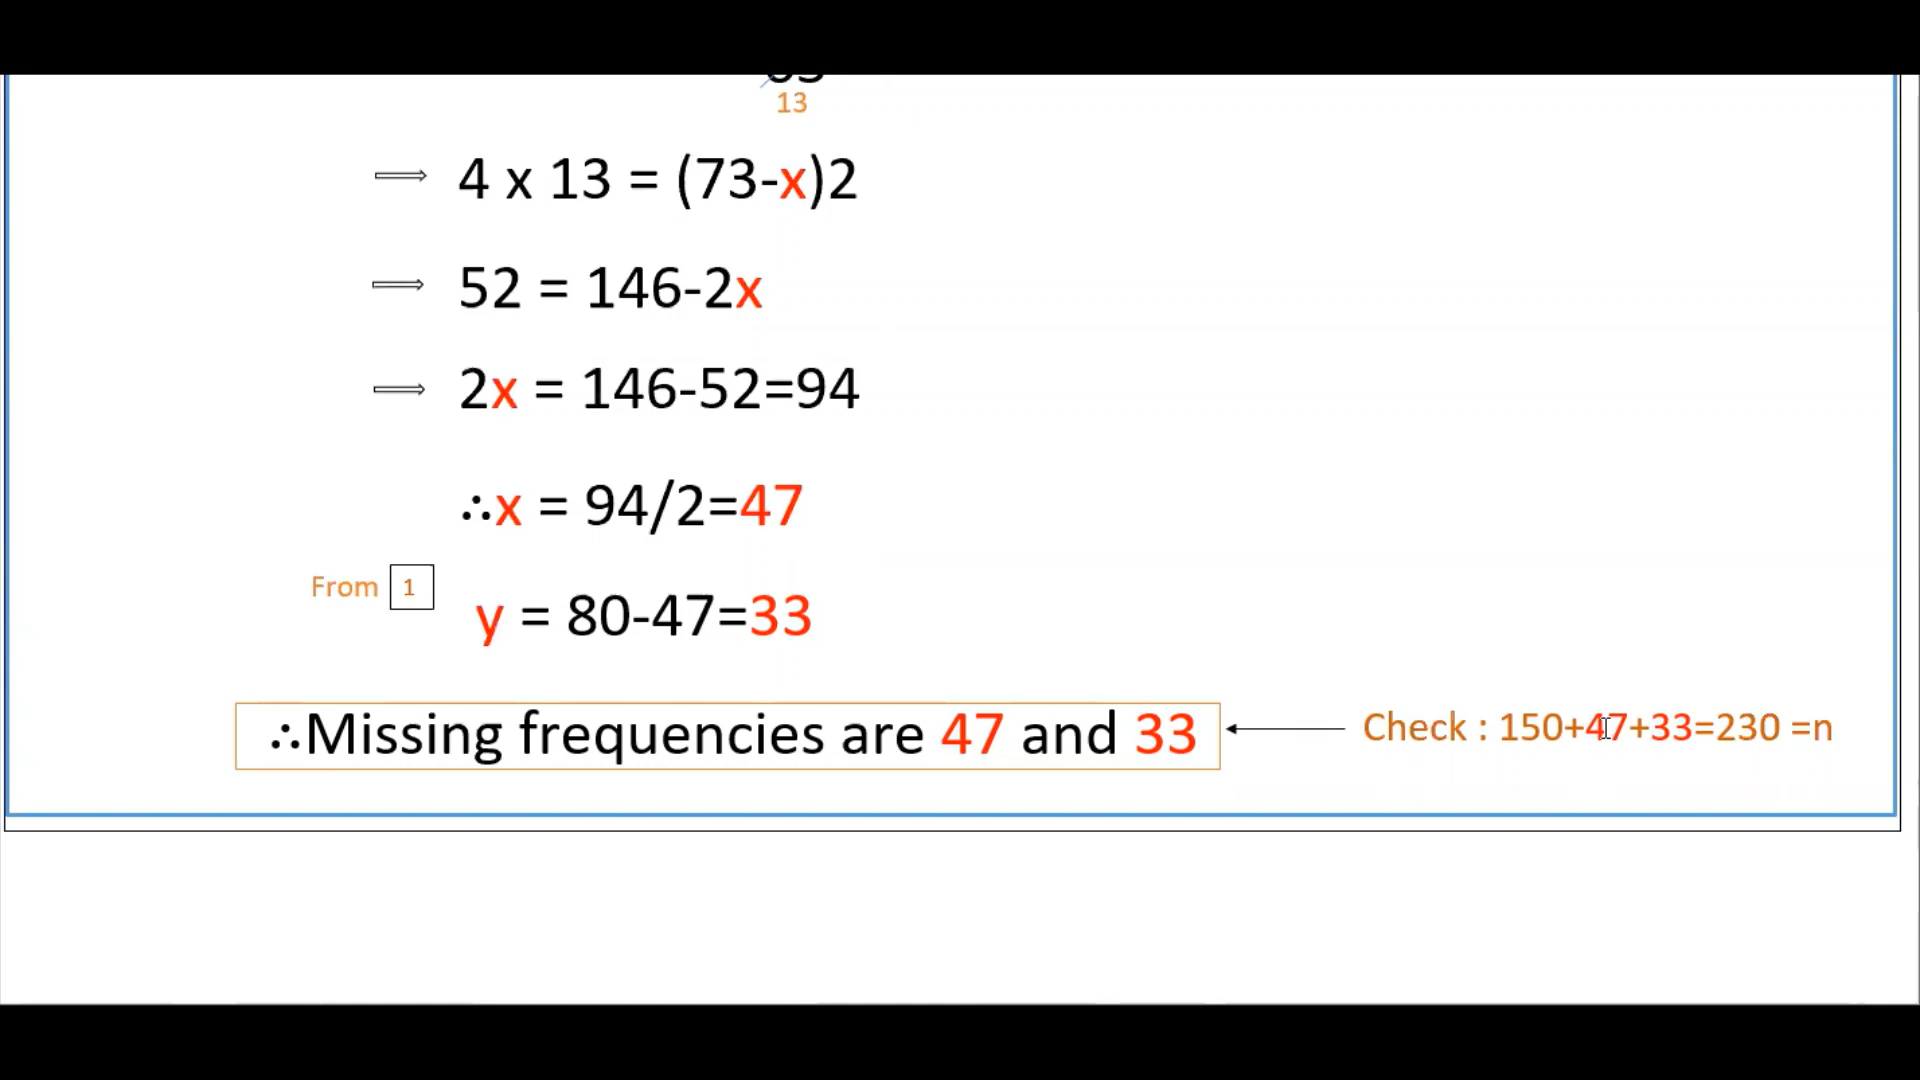 13
⟹ 4 x 13 = (73-x)2
⟹ 52 = 146-2x
⟹ 2x = 146-52=94
∴x = 94/2=47
From 1
y = 80-47=33
∴Missing frequencies are 47 and 33
Check : 150+47+33=230 =n